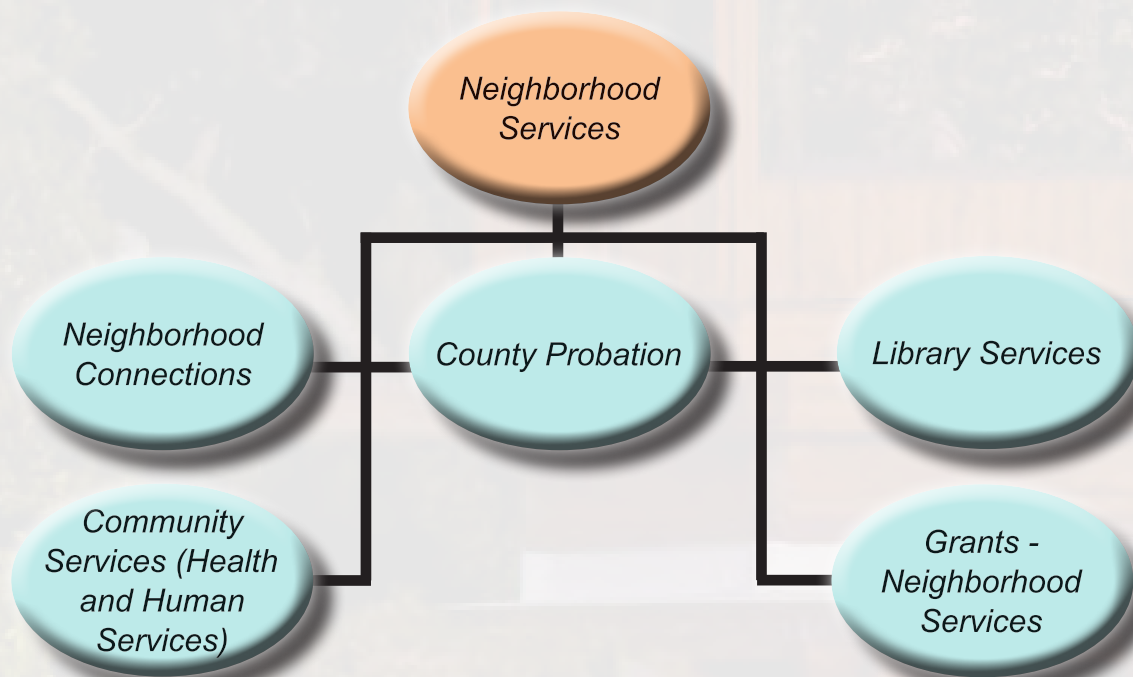 Neighborhood
Services
Neighborhood
Connections
County Probation
Library Services
Community
Services (Health
and Human
Services)
Grants -
Neighborhood
Services